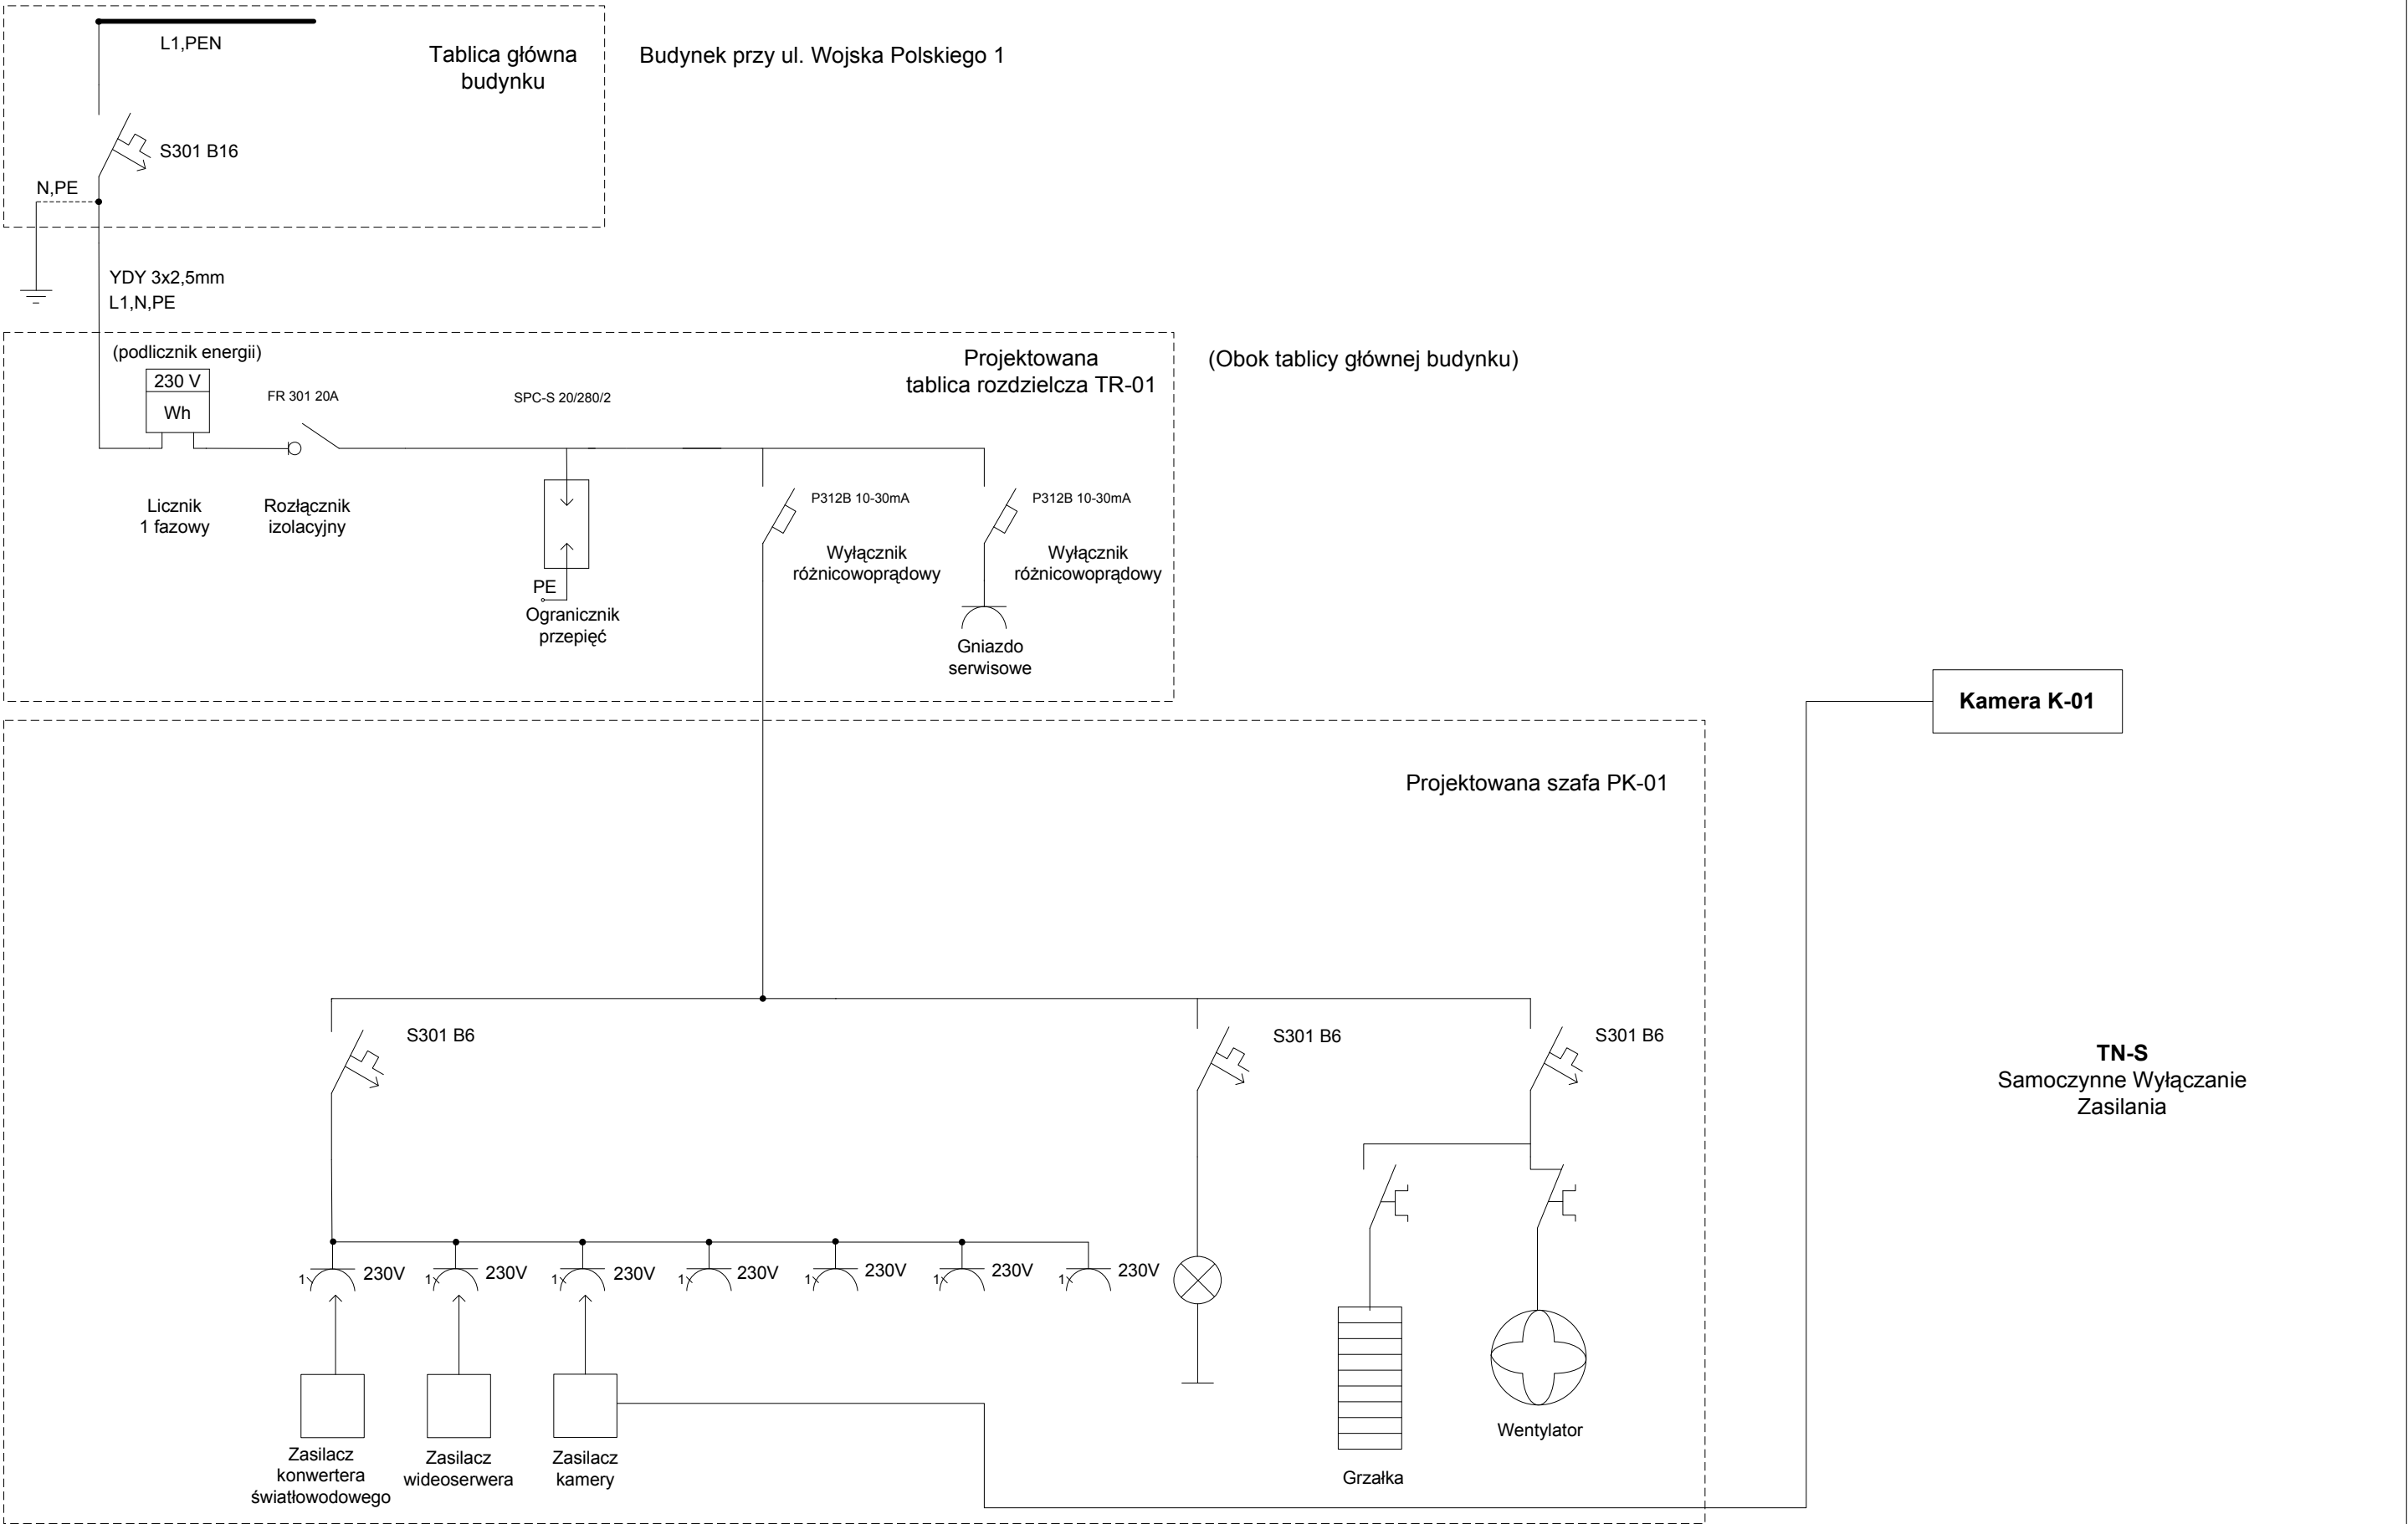 L1,PEN
Tablica główna
budynku
Budynek przy ul. Wojska Polskiego 1
S301 B16
N,PE
YDY 3x2,5mm
L1,N,PE
(podlicznik energii)
230 V
Wh
FR 301 20A
SPC-S 20/280/2
Projektowana
tablica rozdzielcza TR-01
(Obok tablicy głównej budynku)
Licznik
1 fazowy
Rozłącznik
izolacyjny
P312B 10-30mA
P312B 10-30mA
Wyłącznik
różnicowoprądowy
Wyłącznik
różnicowoprądowy
PE
Ogranicznik
przepięć
Gniazdo
serwisowe
Kamera K-01
Projektowana szafa PK-01
S301 B6
S301 B6
S301 B6
TN-S
Samoczynne Wyłączanie
Zasilania
1
230V
1
230V
1
230V
1
230V
1
230V
1
230V
1
230V
Zasilacz
konwertera
światłowodowego
Zasilacz
wideoserwera
Zasilacz
kamery
Grzałka
Wentylator